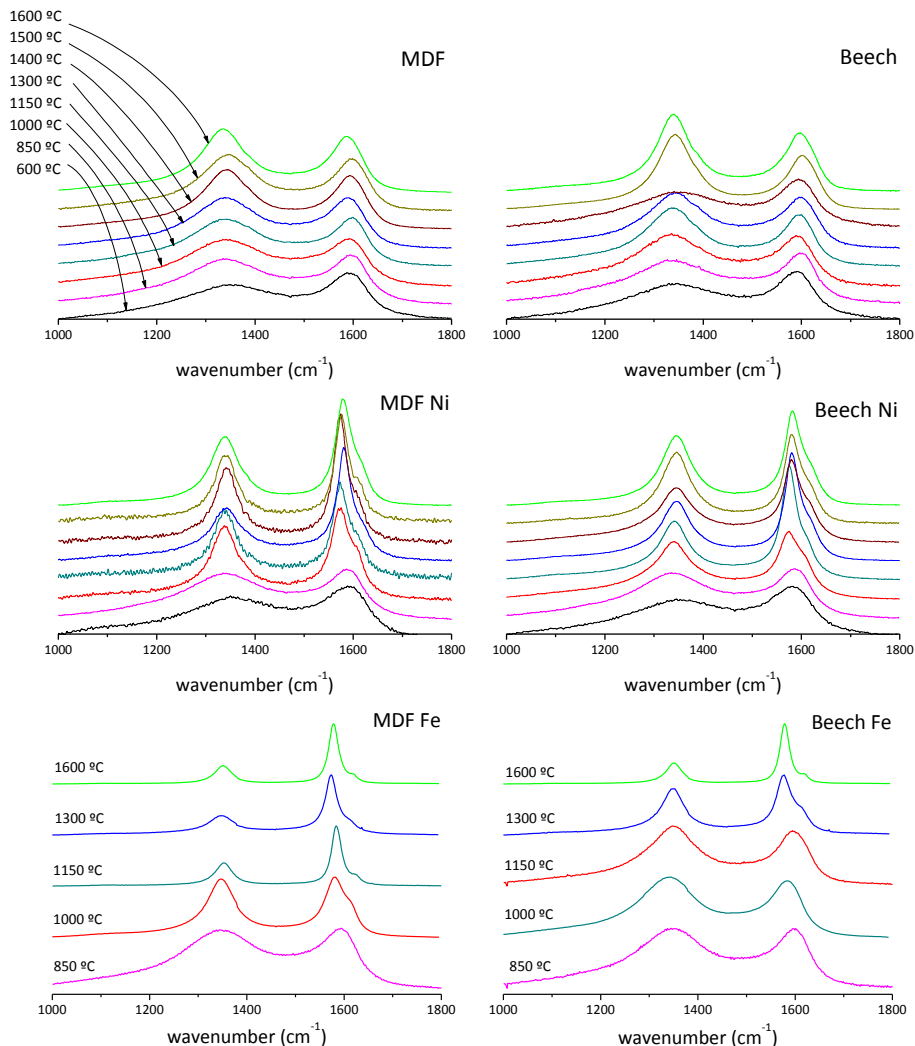 1600 ºC
1500 ºC
1400 ºC
1300 ºC
1150 ºC
1000 ºC
850 ºC
600 ºC
MDF
1000 1200 1400 1600 1800
wavenumber (cm-1)
Beech
1000 1200 1400 1600 1800
wavenumber (cm-1)
MDF Ni
1000 1200 1400 1600 1800
wavenumber (cm-1)
Beech Ni
1000 1200 1400 1600 1800
wavenumber (cm-1)
MDF Fe
1600 ºC
1300 ºC
1150 ºC
1000 ºC
850 ºC
1000 1200 1400 1600 1800
wavenumber (cm-1)
Beech Fe
1600 ºC
1300 ºC
1150 ºC
1000 ºC
850 ºC
1000 1200 1400 1600 1800
wavenumber (cm-1)